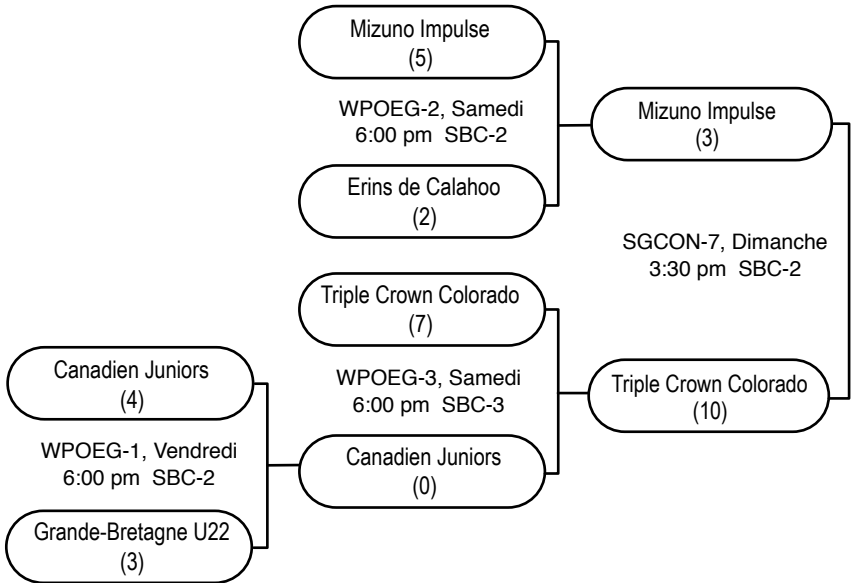 Mizuno Impulse
(5)
WPOEG-2, Samedi
6:00 pm  SBC-2
Erins de Calahoo
(2)
Mizuno Impulse
(3)
SGCON-7, Dimanche
3:30 pm  SBC-2
Triple Crown Colorado
(7)
WPOEG-3, Samedi
6:00 pm  SBC-3
Canadien Juniors
(0)
Triple Crown Colorado
(10)
Canadien Juniors
(4)
WPOEG-1, Vendredi
6:00 pm  SBC-2
Grande-Bretagne U22
(3)